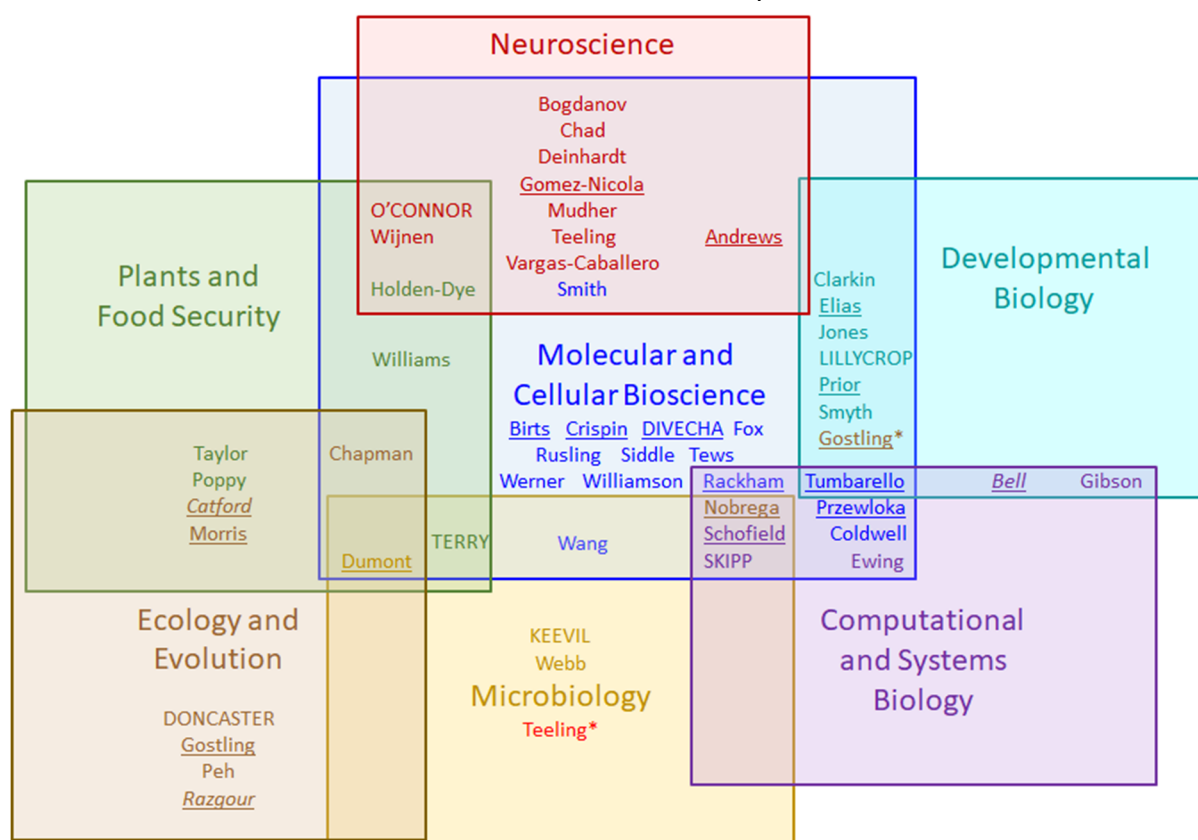 Neuroscience
Bogdanov
Chad
Deinhardt
Gomez-Nicola
O'CONNOR Mudher
Wijnen Teeling Andrews
Vargas-Caballero
Holden-Dye Smith
Plants and
Food Security
Developmental
Biology
Clarkin
Elias
Jones
LILLYCROP
Prior
Smyth
Gostling*
Williams
Molecular and
Cellular Bioscience
Birts Crispin DIVECHA Fox
Rusling Siddle Tews
Werner Williamson Rackham Tumbarello Bell Gibson
Taylor Chapman
Poppy
Catford
Morris
Nobrega Przewloka
Schofield Coldwell
SKIPP Ewing
TERRY Wang
Dumont
Ecology and
Evolution
KEEVIL
Webb
Microbiology
Teeling*
Computational
and Systems
Biology
DONCASTER
Gostling
Peh
Razgour